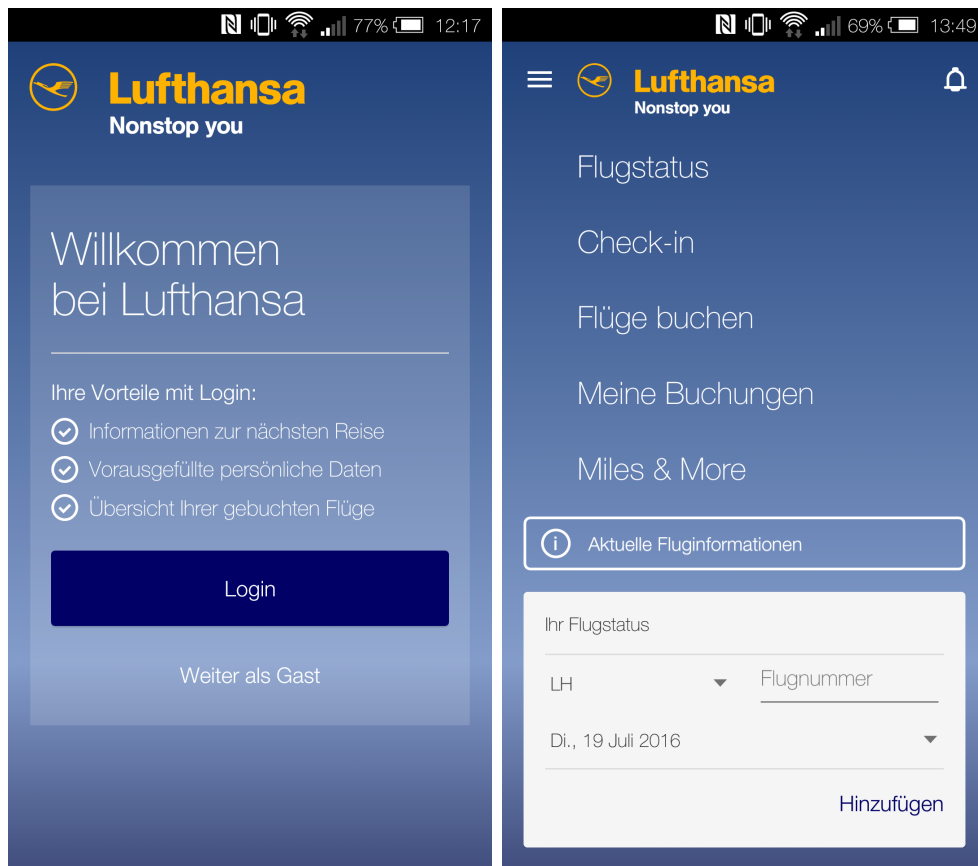 77% 12:17
Lufthansa
Nonstop you
Willkommen
bei Lufthansa
Ihre Vorteile mit Login:
Informationen zur nächsten Reise
Vorausgefüllte persönliche Daten
Übersicht Ihrer gebuchten Flüge
Login
Weiter als Gast
69% 13:49
Lufthansa
Nonstop you
Flugstatus
Check-in
Flüge buchen
Meine Buchungen
Miles & More
Aktuelle Fluginformationen
Ihr Flugstatus
LH Flugnummer
Di., 19 Juli 2016
Hinzufügen